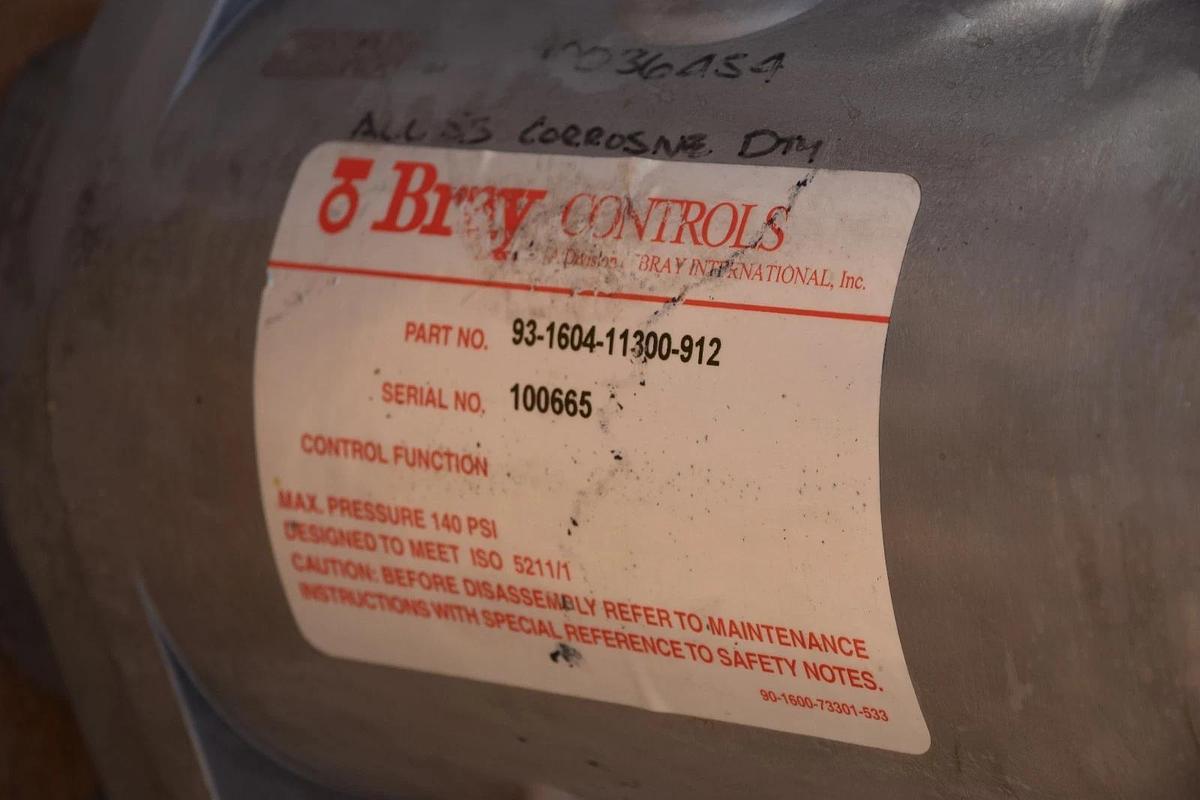 ALL SS CORROSNE DTY
Bray CONTROLS
A Division BRAY INTERNATIONAL, Inc.
PART NO. 93-1604-11300-912
SERIAL NO. 100665
CONTROL FUNCTION
MAX. PRESSURE 140 PSI
DESIGNED TO MEET ISO 5211/1
CAUTION: BEFORE DISASSEMBLY REFER TO MAINTENANCE
INSTRUCTIONS WITH SPECIAL REFERENCE TO SAFETY NOTES.
90-1600-73301-533